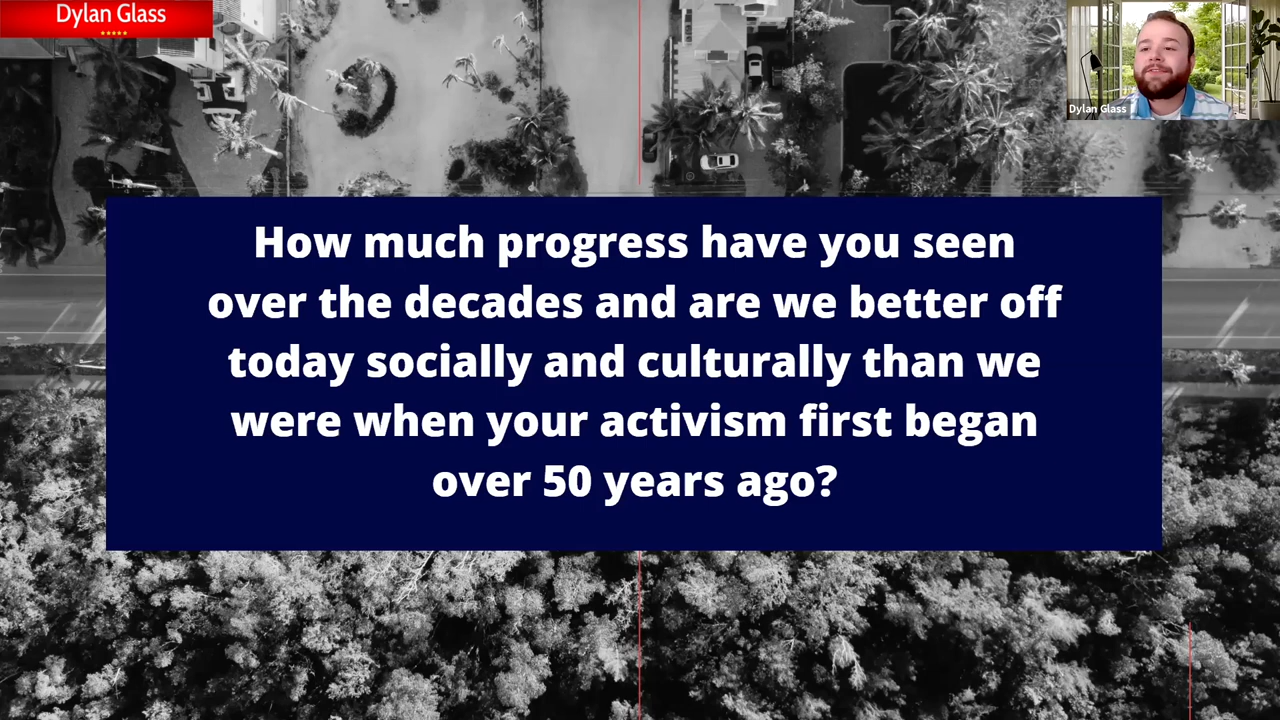 Dylan Glass
Dylan Glass
How much progress have you seen
over the decades and are we better off
today socially and culturally than we
were when your activism first began
over 50 years ago?